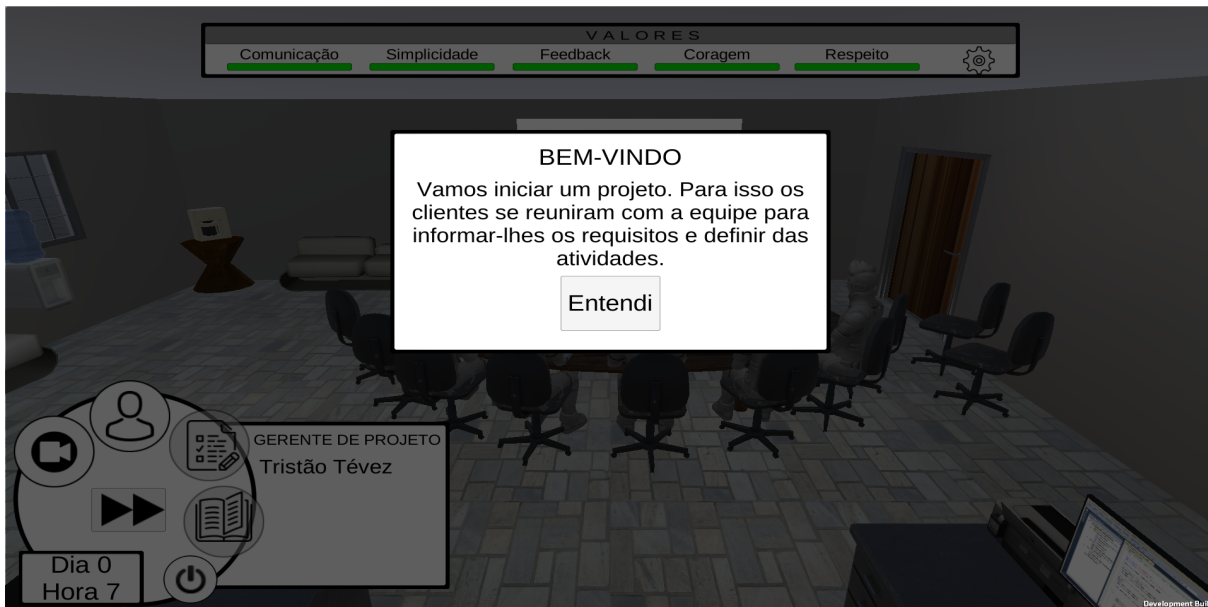 VALORES
Comunicação Simplicidade Feedback Coragem Respeito
BEM-VINDO
Vamos iniciar um projeto. Para isso os
clientes se reuniram com a equipe para
informar-lhes os requisitos e definir das
atividades.
Entendi
GERENTE DE PROJETO
Tristão Tévez
Dia 0
Hora 7
Development Buil